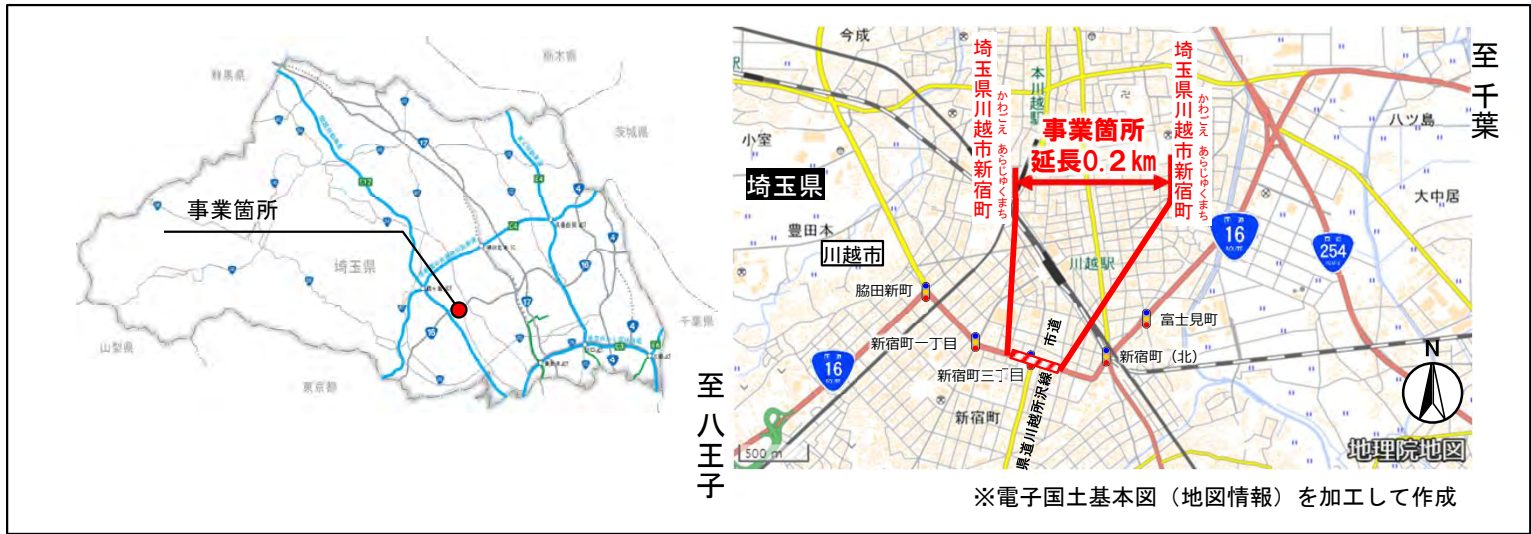 栃木県
群馬県
茨城県
事業箇所
埼玉県
千葉県
山梨県
東京都
17
16
4
C4
C3
至 八王子
今成
小室
埼玉県
豊田本
川越市
脇田新町
新宿町一丁目
新宿町三丁目
新宿町
16
500 m
埼玉県川越市新宿町
かわごえ あらじゅくまち
本川越駅
事業箇所
延長0.2km
埼玉県川越市新宿町
かわごえ あらじゅくまち
川越駅
市道
県道川越所沢線
新宿町（北）
富士見町
16
254
至 千葉
八ツ島
大中居
N
地理院地図
※電子国土基本図（地図情報）を加工して作成